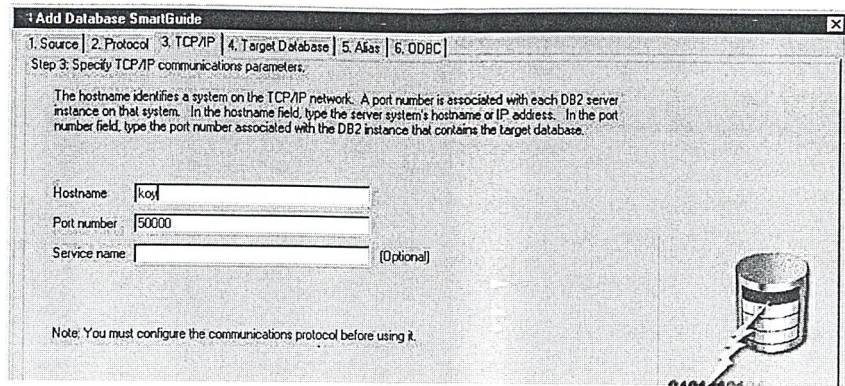 Add Database SmartGuide
1. Source 2. Protocol 3. TCP/IP 4. Target Database 5. Alias 6. ODBC
Step 3: Specify TCP/IP communications parameters.
The hostname identifies a system on the TCP/IP network. A port number is associated with each DB2 server
instance on that system. In the hostname field, type the server system's hostname or IP address. In the port
number field, type the port number associated with the DB2 instance that contains the target database.
Hostname koy
Port number 50000
Service name (Optional)
Note: You must configure the communications protocol before using it.